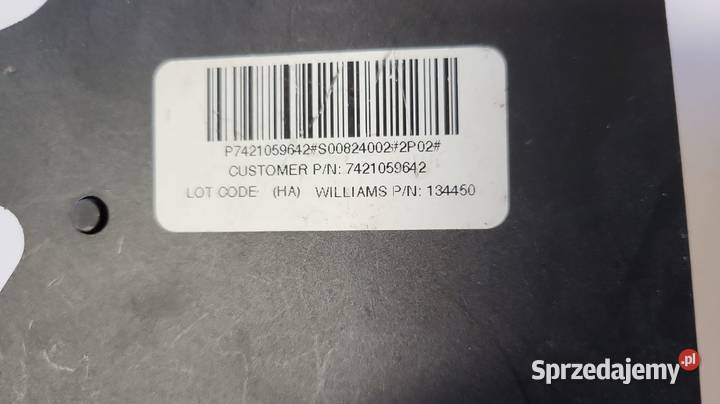 P7421059642#S00824002#2P02#
CUSTOMER P/N: 7421059642
LOT CODE (HA) WILLIAMS P/N: 134450
Sprzedajemy.pl